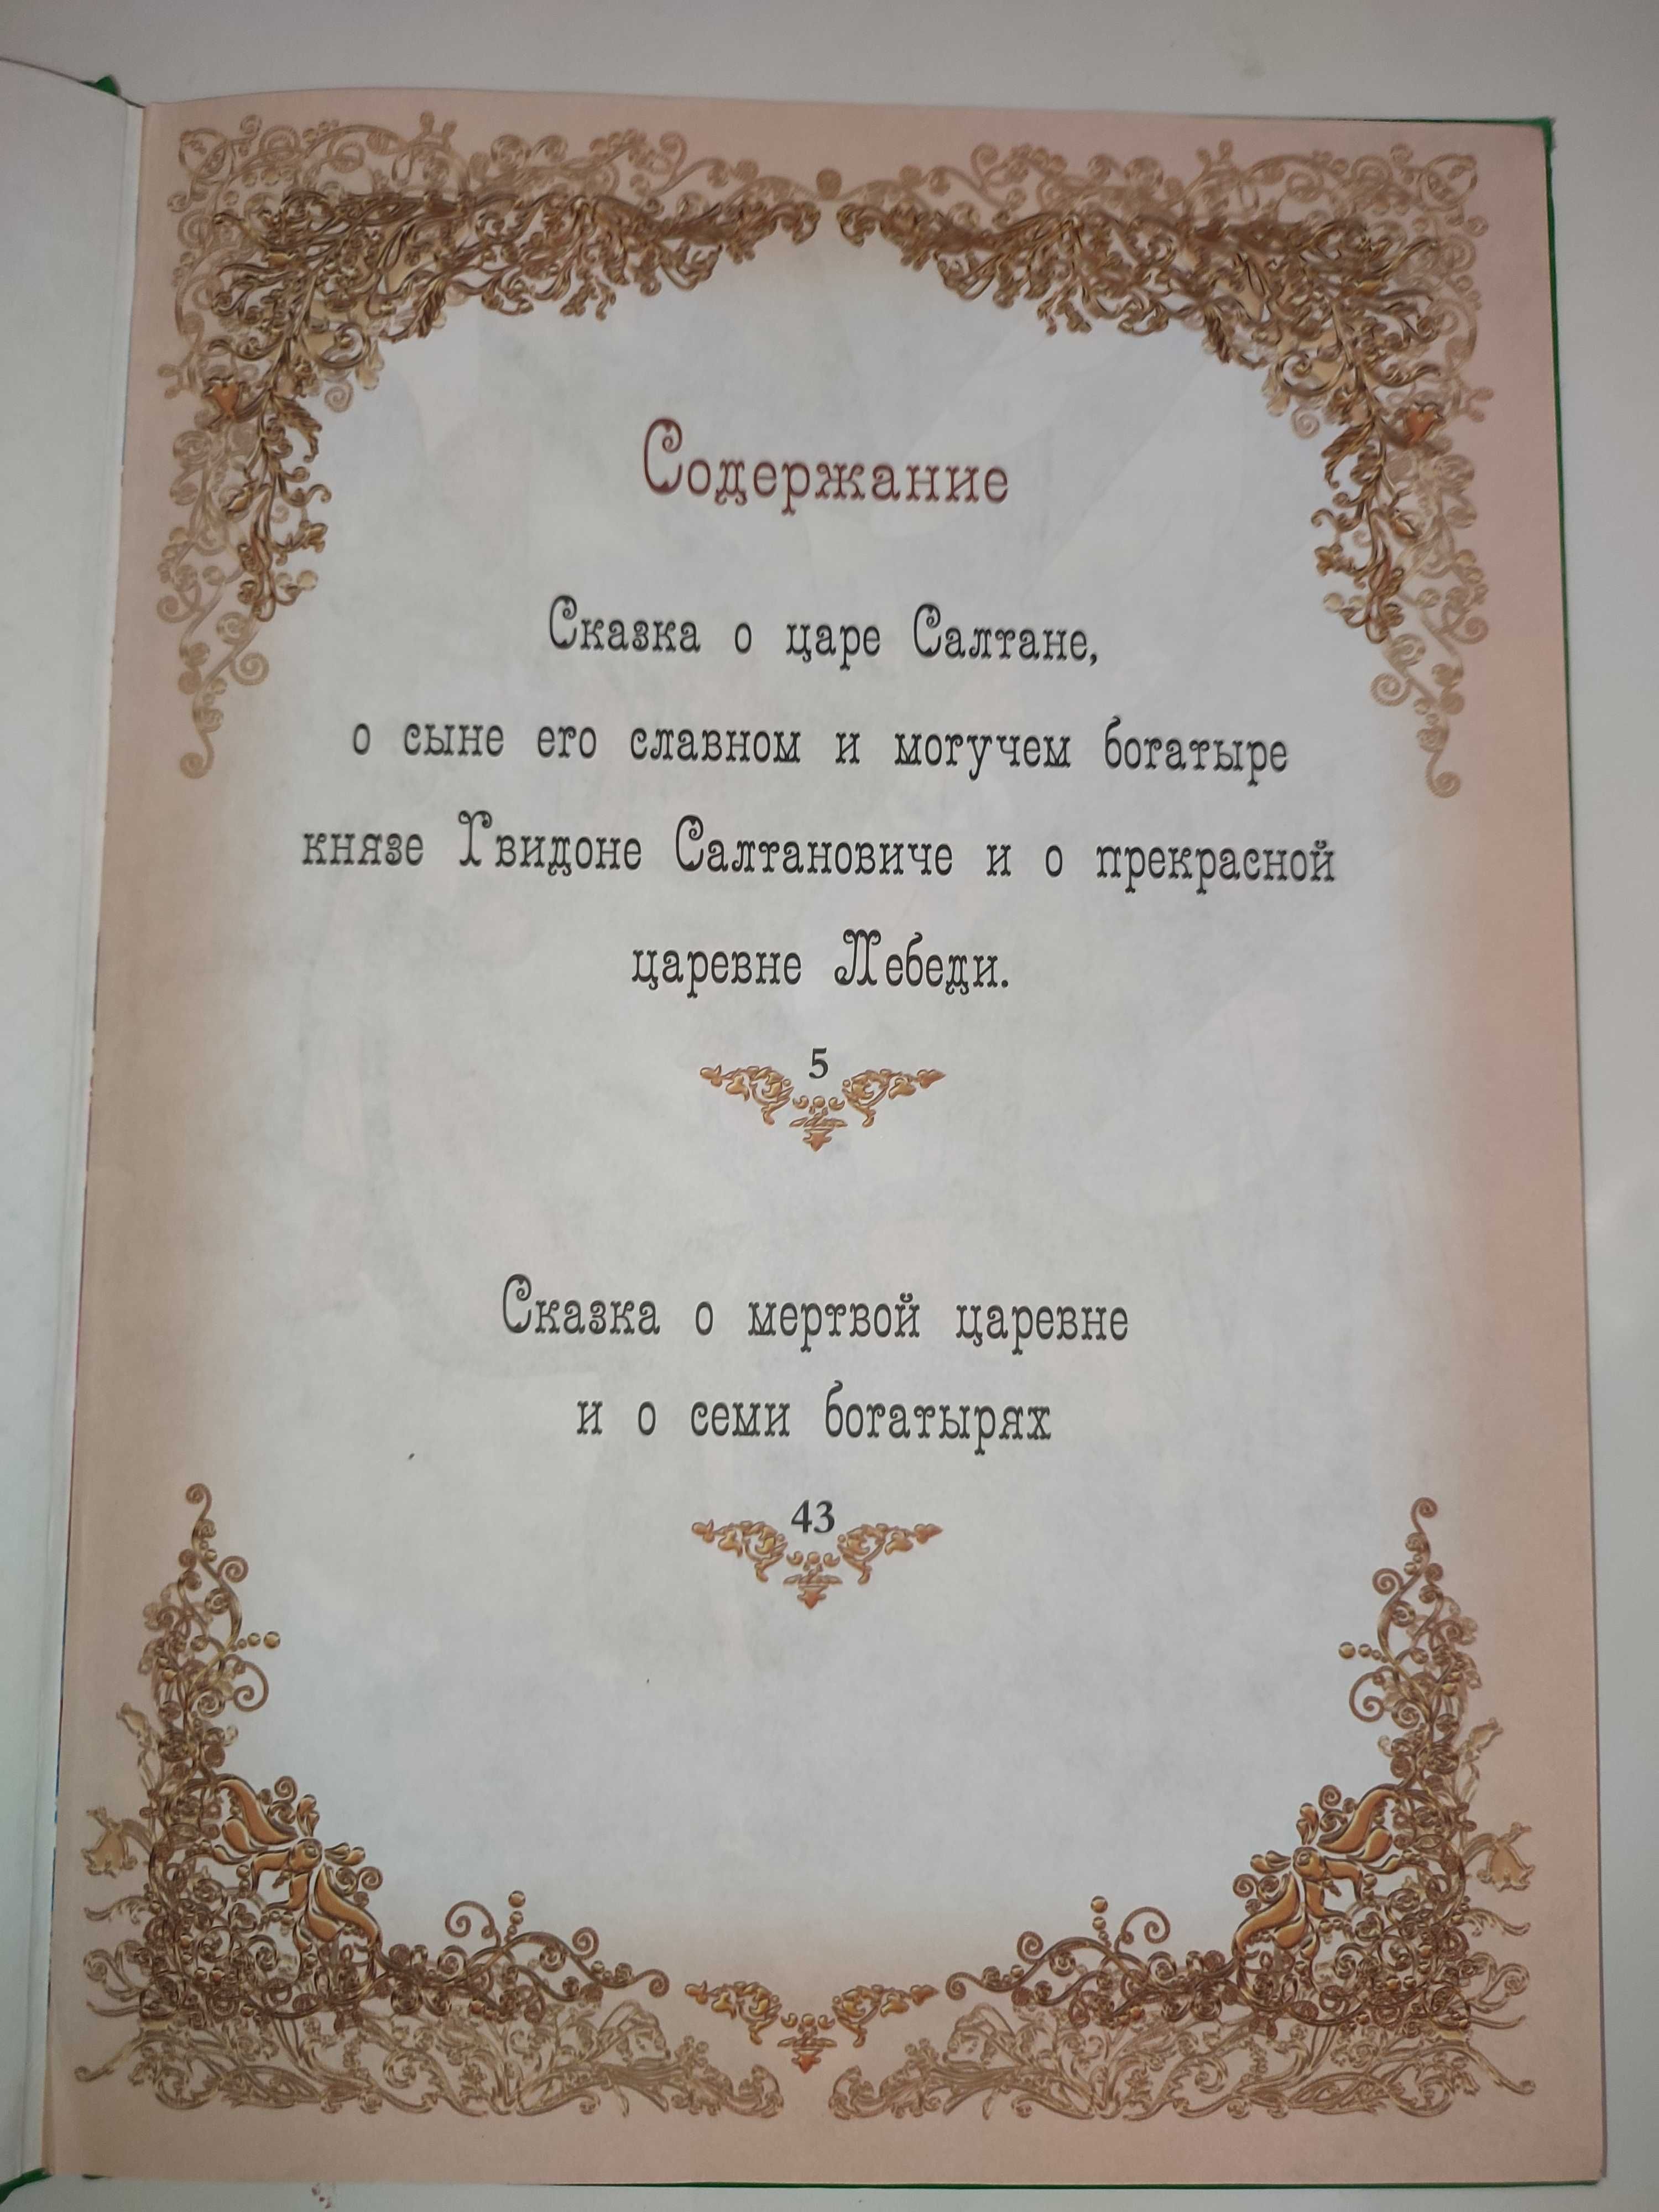 Содержание
Сказка о царе Салтане,
о сыне его славном и могучем богатыре
князе Гвидоне Салтановиче и о прекрасной
царевне Лебеди.
5
Сказка о мертвой царевне
и о семи богатырях
43